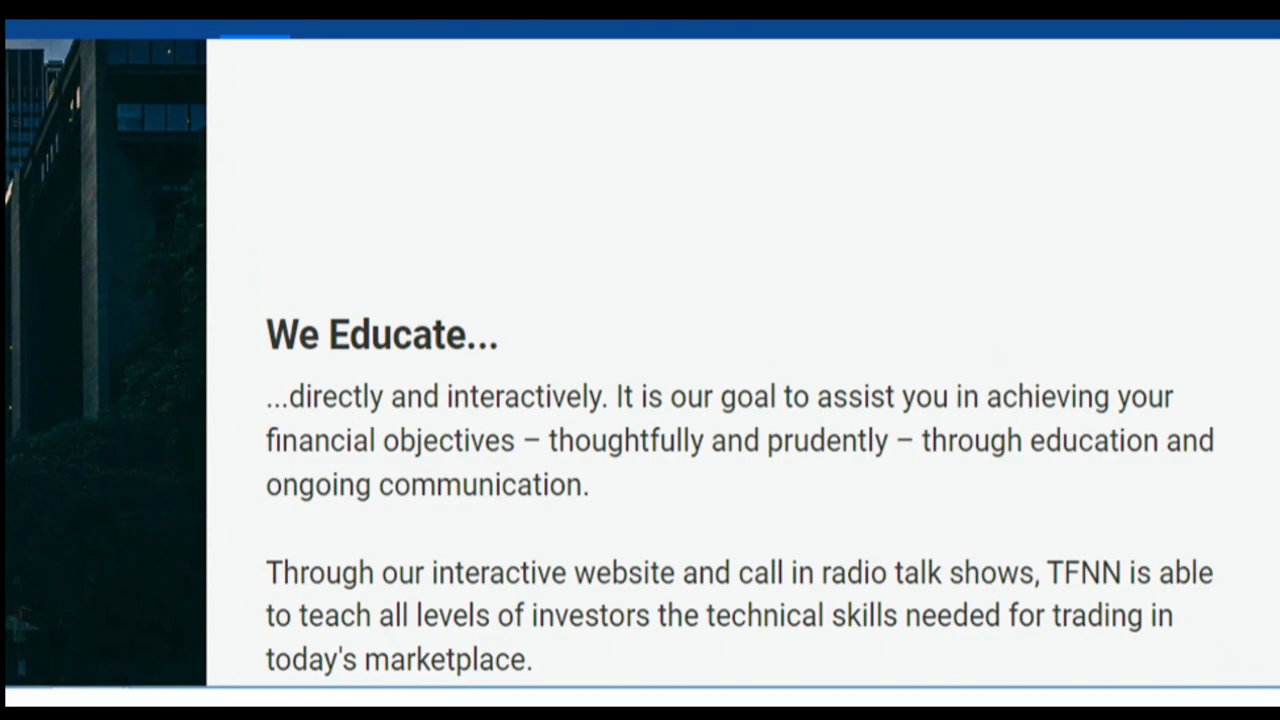 We Educate...
...directly and interactively. It is our goal to assist you in achieving your
financial objectives – thoughtfully and prudently – through education and
ongoing communication.
Through our interactive website and call in radio talk shows, TFNN is able
to teach all levels of investors the technical skills needed for trading in
today's marketplace.